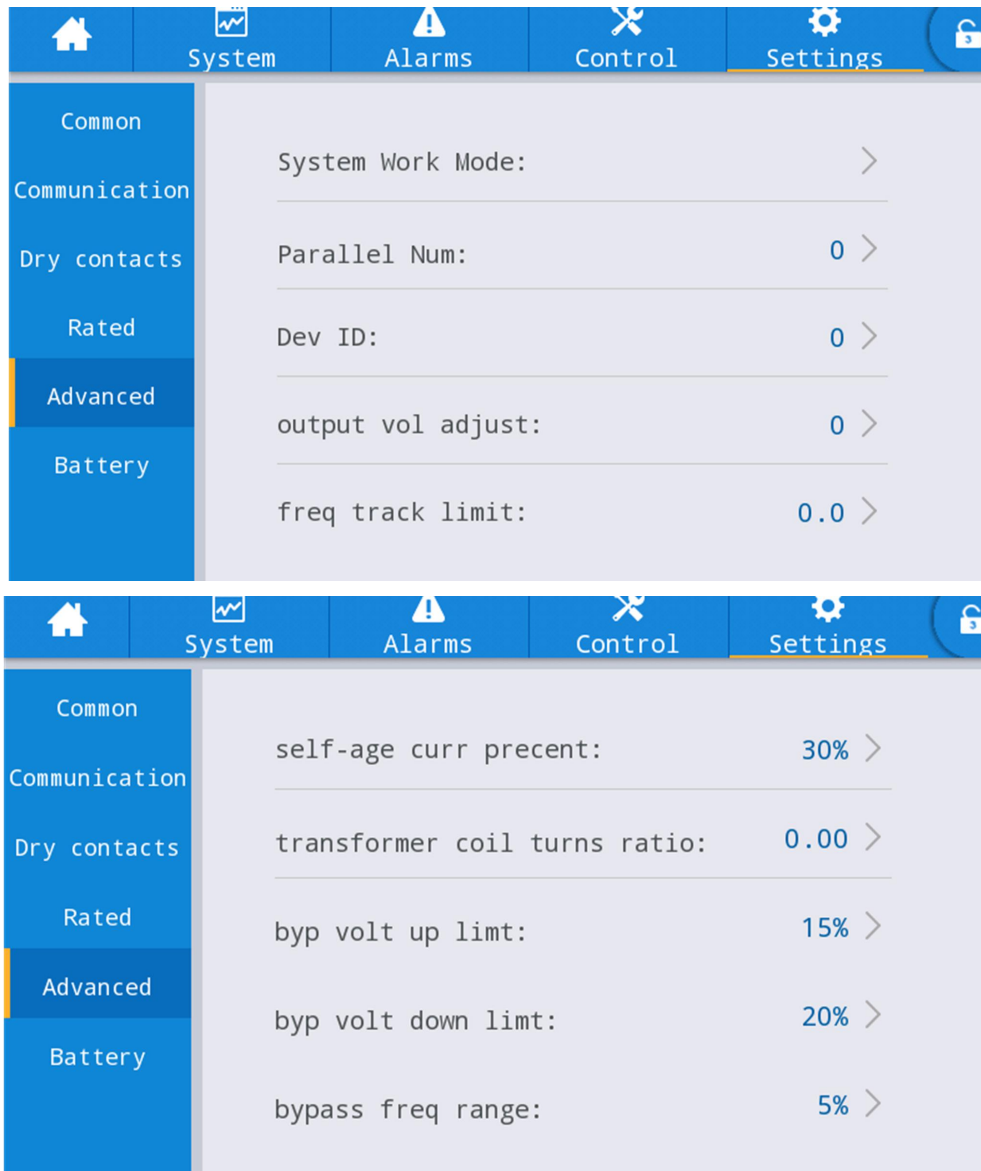 System Alarms Control Settings 3
Common
Communication
Dry contacts
Rated
Advanced
Battery
System Work Mode:
Parallel Num: 0
Dev ID: 0
output vol adjust: 0
freq track limit: 0.0
System Alarms Control Settings 3
Common
Communication
Dry contacts
Rated
Advanced
Battery
self-age curr precent: 30%
transformer coil turns ratio: 0.00
byp volt up limt: 15%
byp volt down limt: 20%
bypass freq range: 5%